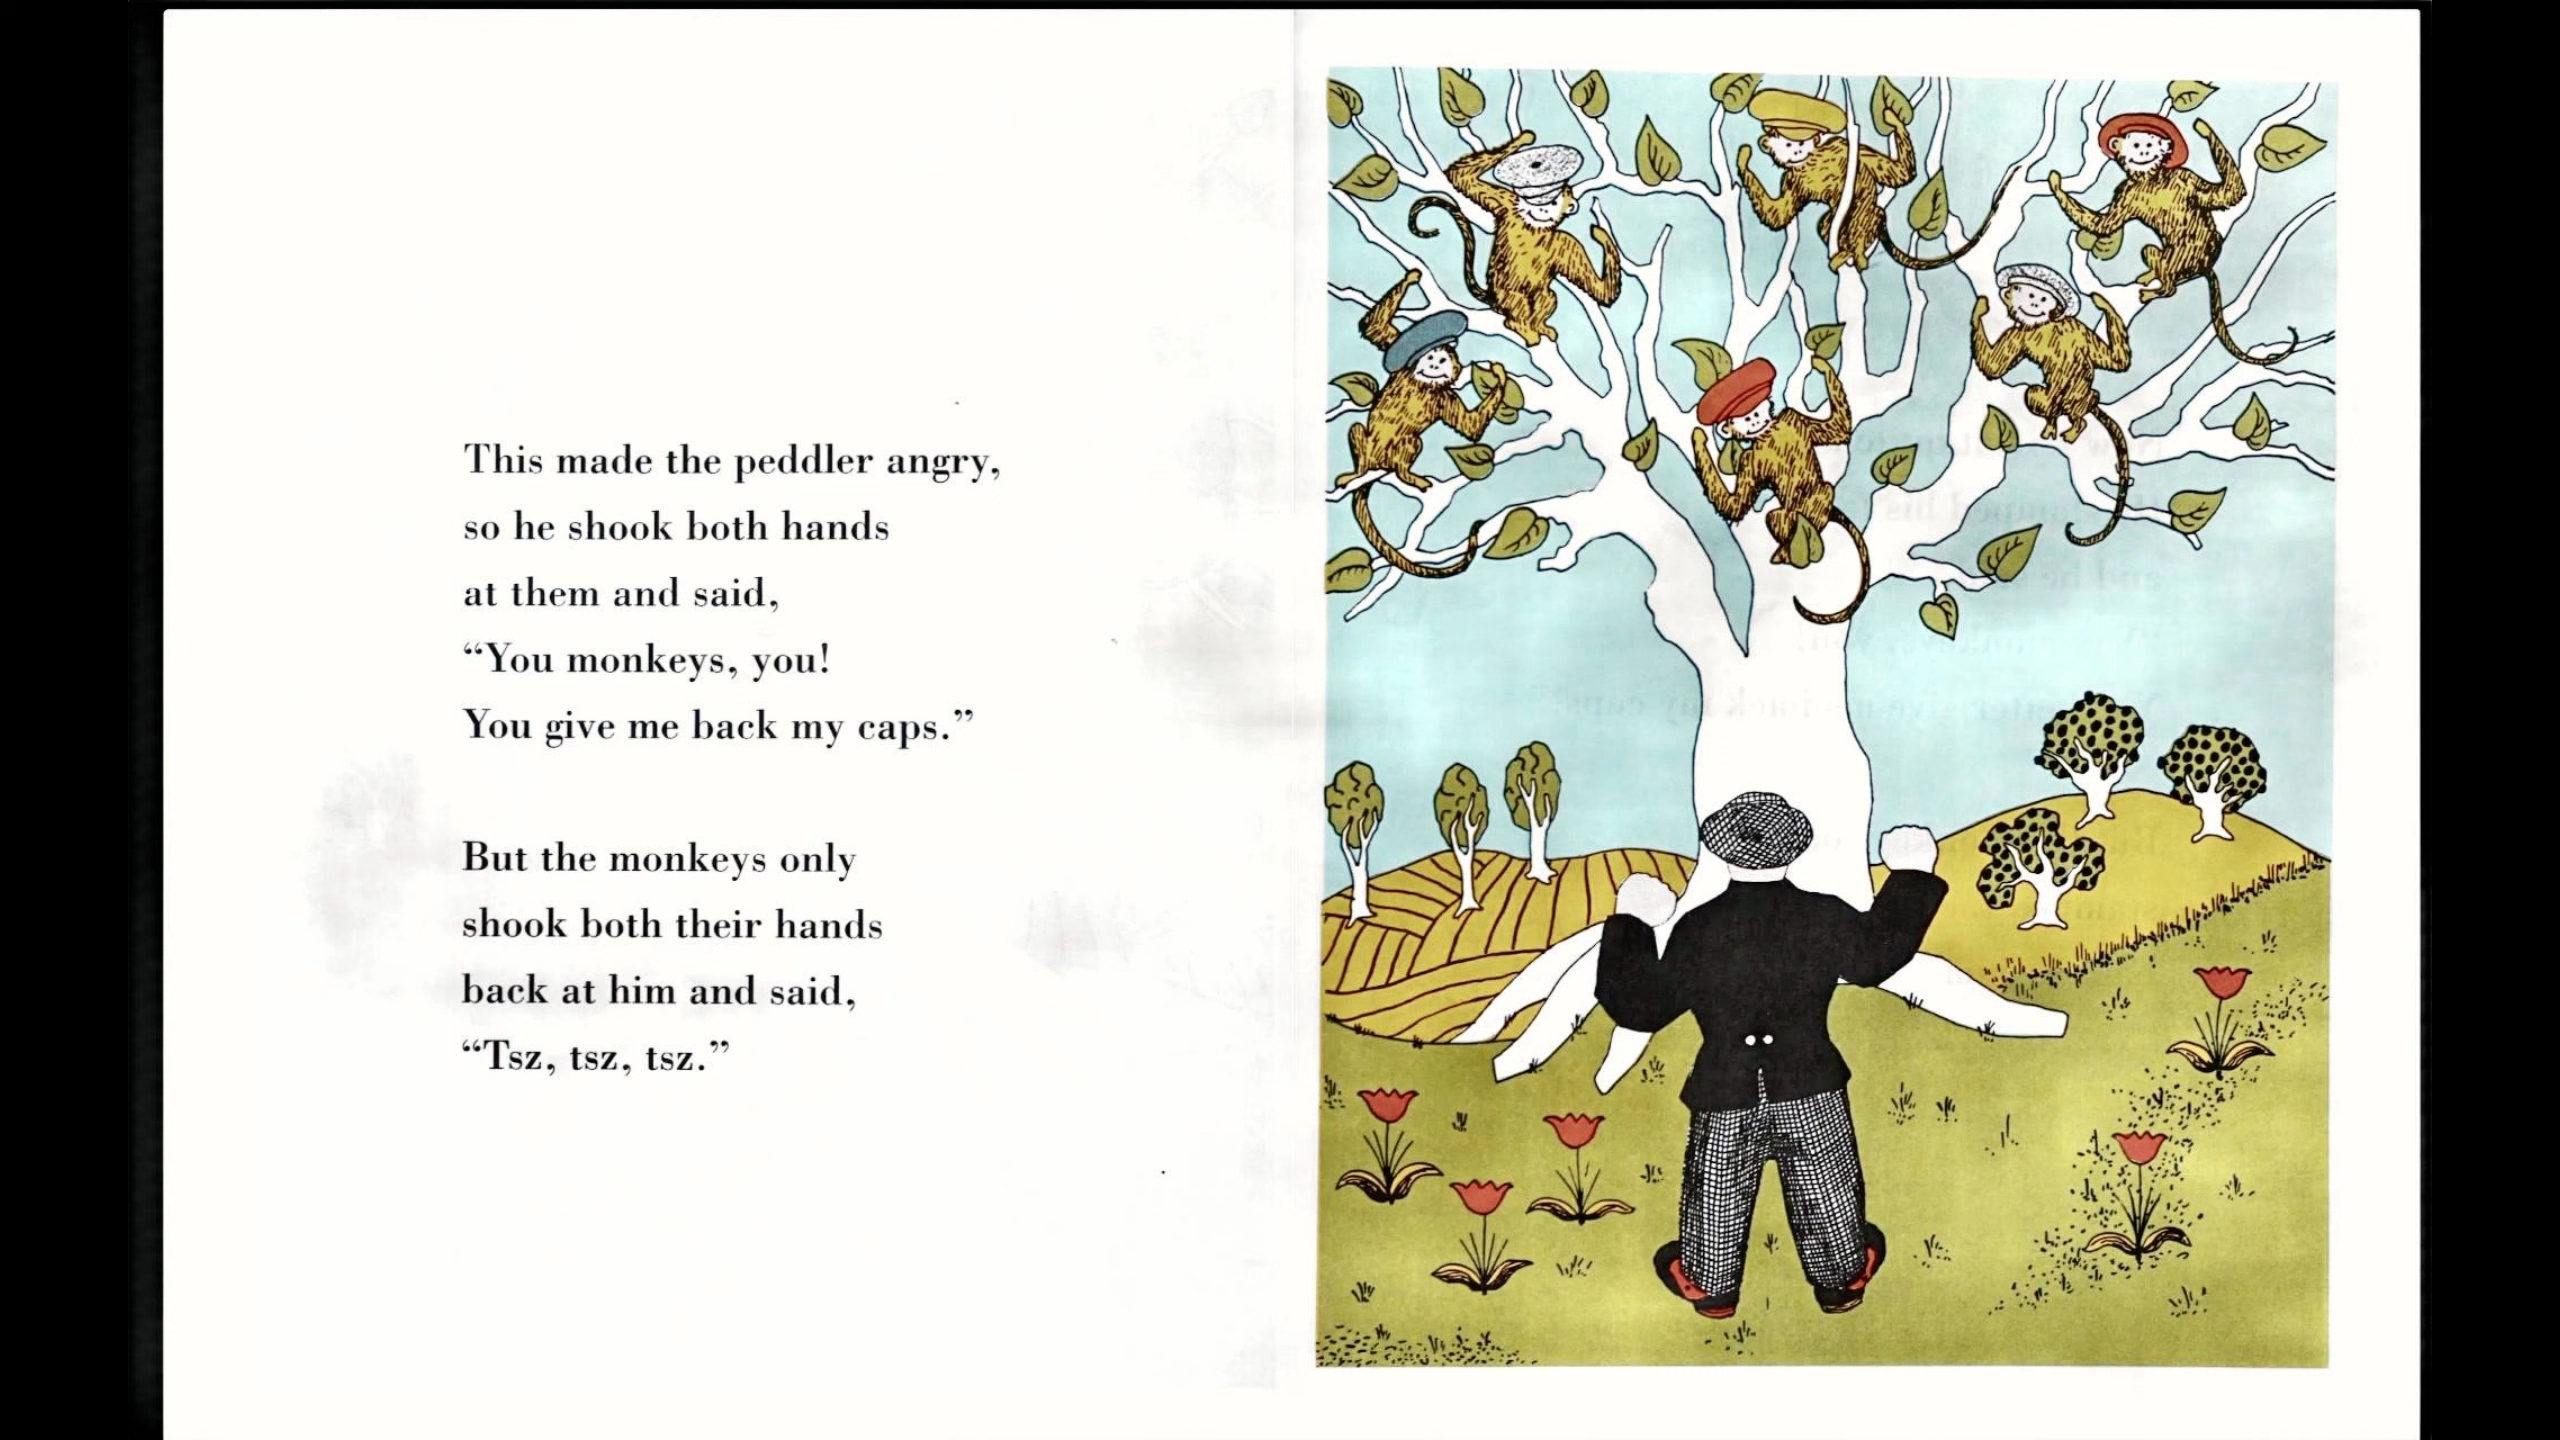 This made the peddler angry,
so he shook both hands
at them and said,
“You monkeys, you!
You give me back my caps.”
But the monkeys only
shook both their hands
back at him and said,
“Tsz, tsz, tsz.”